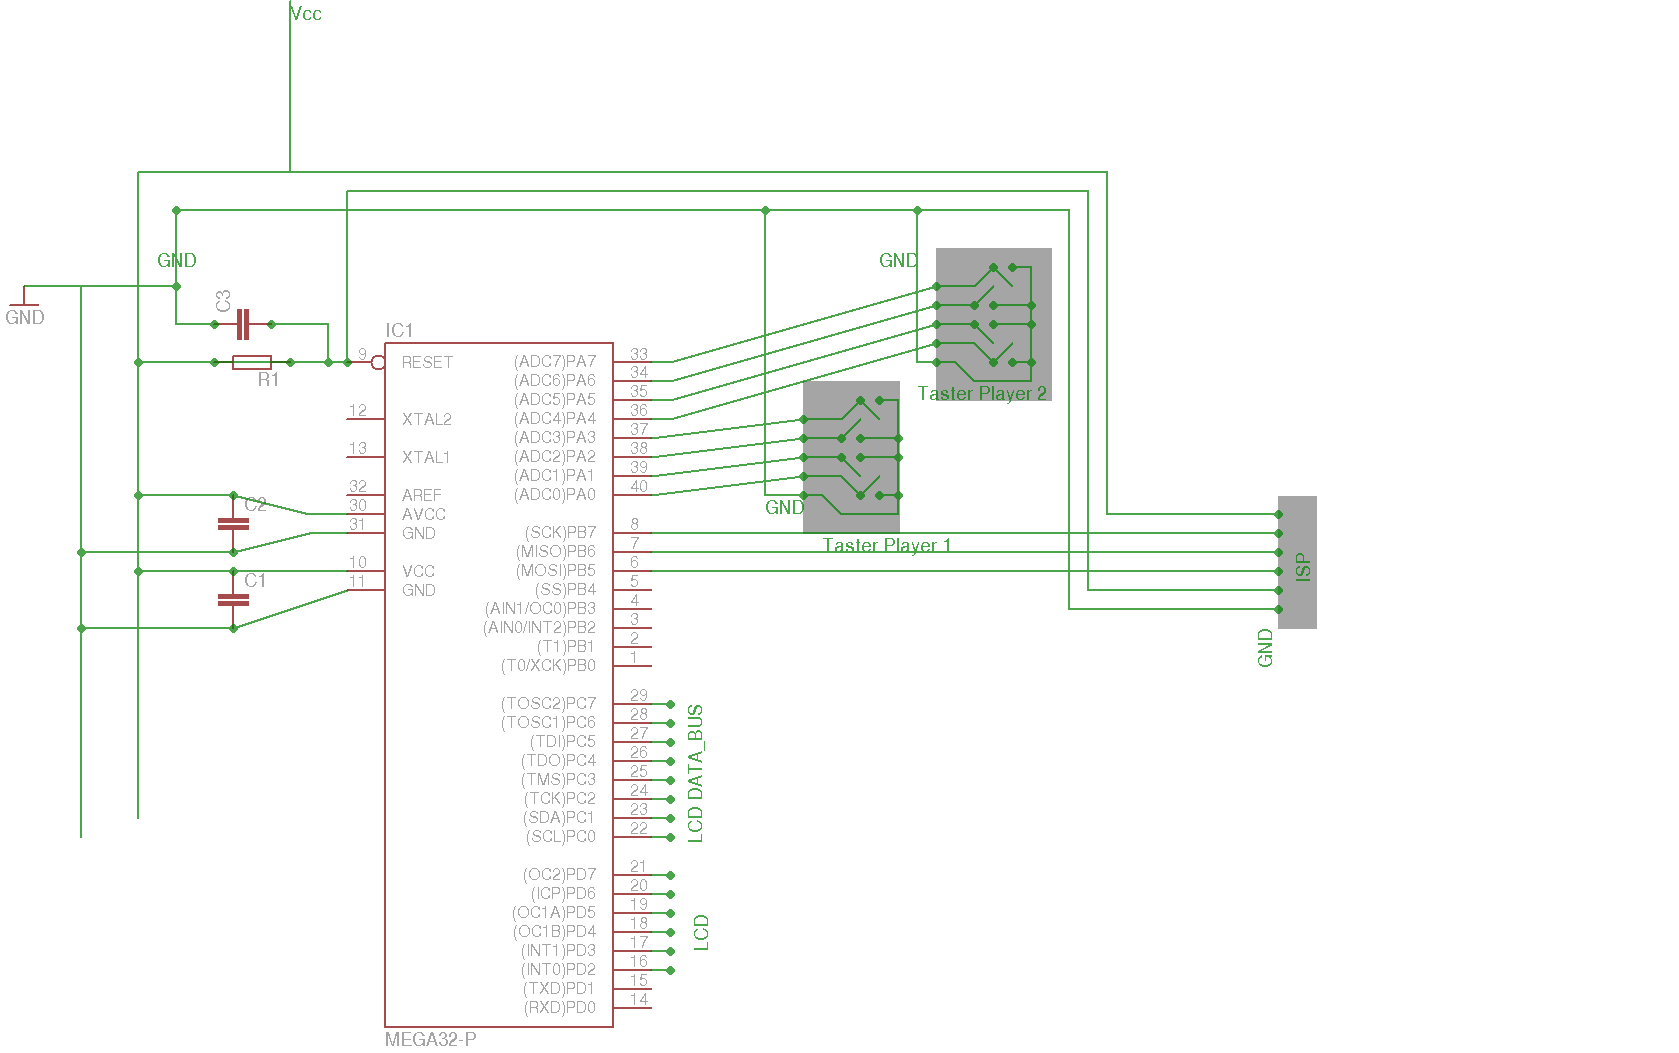 Vcc
GND
GND
GND
C3
R1
IC1
9
RESET
(ADC7)PA7
33
(ADC6)PA6
34
(ADC5)PA5
35
12
XTAL2
(ADC4)PA4
36
(ADC3)PA3
37
13
XTAL1
(ADC2)PA2
38
(ADC1)PA1
39
32
AREF
(ADC0)PA0
40
C2
30
AVCC
31
GND
(SCK)PB7
8
(MISO)PB6
7
10
VCC
(MOSI)PB5
6
C1
11
GND
(SS)PB4
5
(AIN1/OC0)PB3
4
(AIN0/INT2)PB2
3
(T1)PB1
2
(T0/XCK)PB0
1
(TOSC2)PC7
29
(TOSC1)PC6
28
(TDI)PC5
27
(TDO)PC4
26
(TMS)PC3
25
(TCK)PC2
24
(SDA)PC1
23
(SCL)PC0
22
LCD DATA_BUS
(OC2)PD7
21
(ICP)PD6
20
(OC1A)PD5
19
(OC1B)PD4
18
(INT1)PD3
17
(INT0)PD2
16
(TXD)PD1
15
(RXD)PD0
14
LCD
MEGA32-P
Taster Player 2
GND
Taster Player 1
ISP
GND